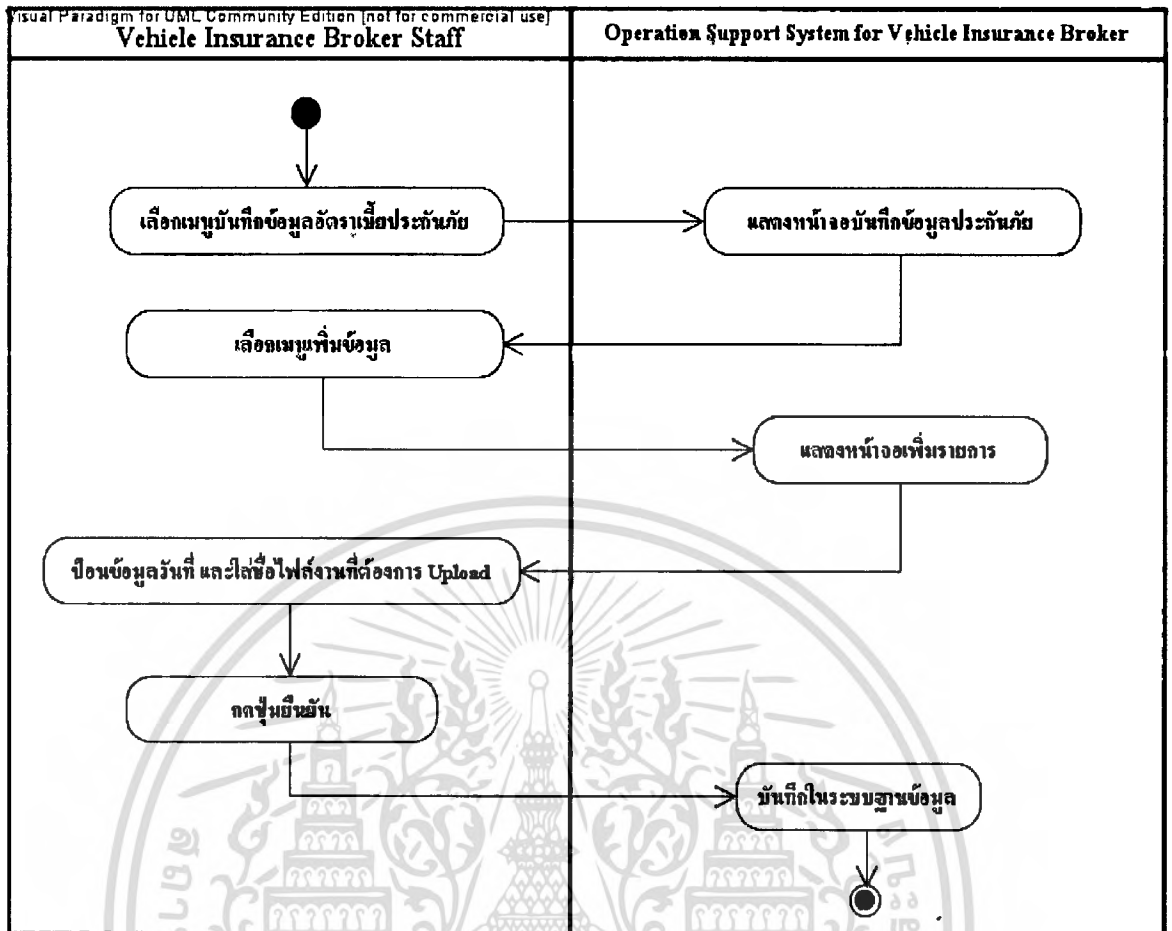 Visual Paradigm for UML Community Edition [not for commercial use]
Vehicle Insurance Broker Staff
Operation Support System for Vehicle Insurance Broker
เลือกเมนูบันทึกข้อมูลอัตราเบี้ยประกันภัย
แสดงหน้าจอบันทึกข้อมูลประกันภัย
เลือกเมนูเพิ่มข้อมูล
แสดงหน้าจอเพิ่มรายการ
ป้อนข้อมูลวันที่ และใส่ชื่อไฟล์งานที่ต้องการ Upload
กดปุ่มยืนยัน
บันทึกในระบบฐานข้อมูล